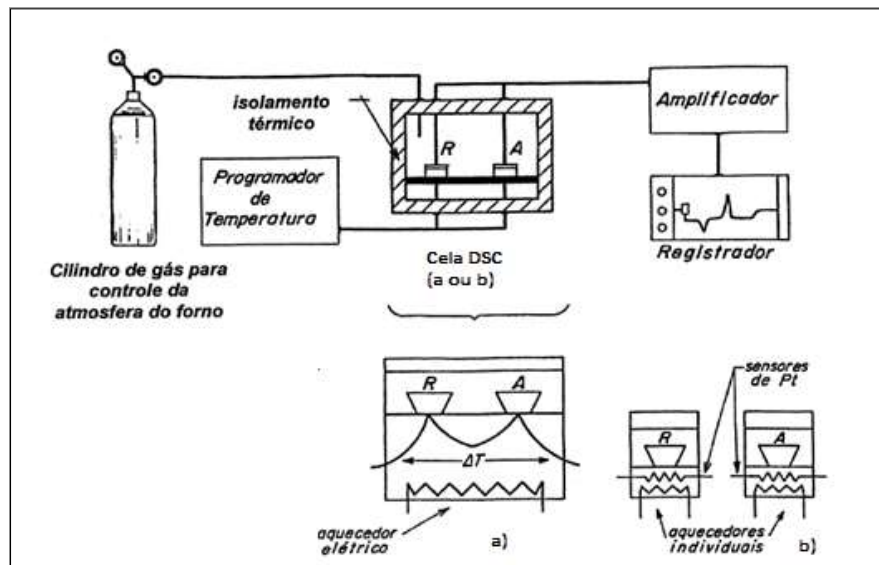 isolamento
térmico
R
A
Amplificador
Programador
de
Temperatura
Registrador
Cilindro de gás para
controle da
atmosfera do forno
Cela DSC
(a ou b)
R
A
ΔT
aquecedor
elétrico
a)
sensores
de Pt
R
A
aquecedores
individuais
b)